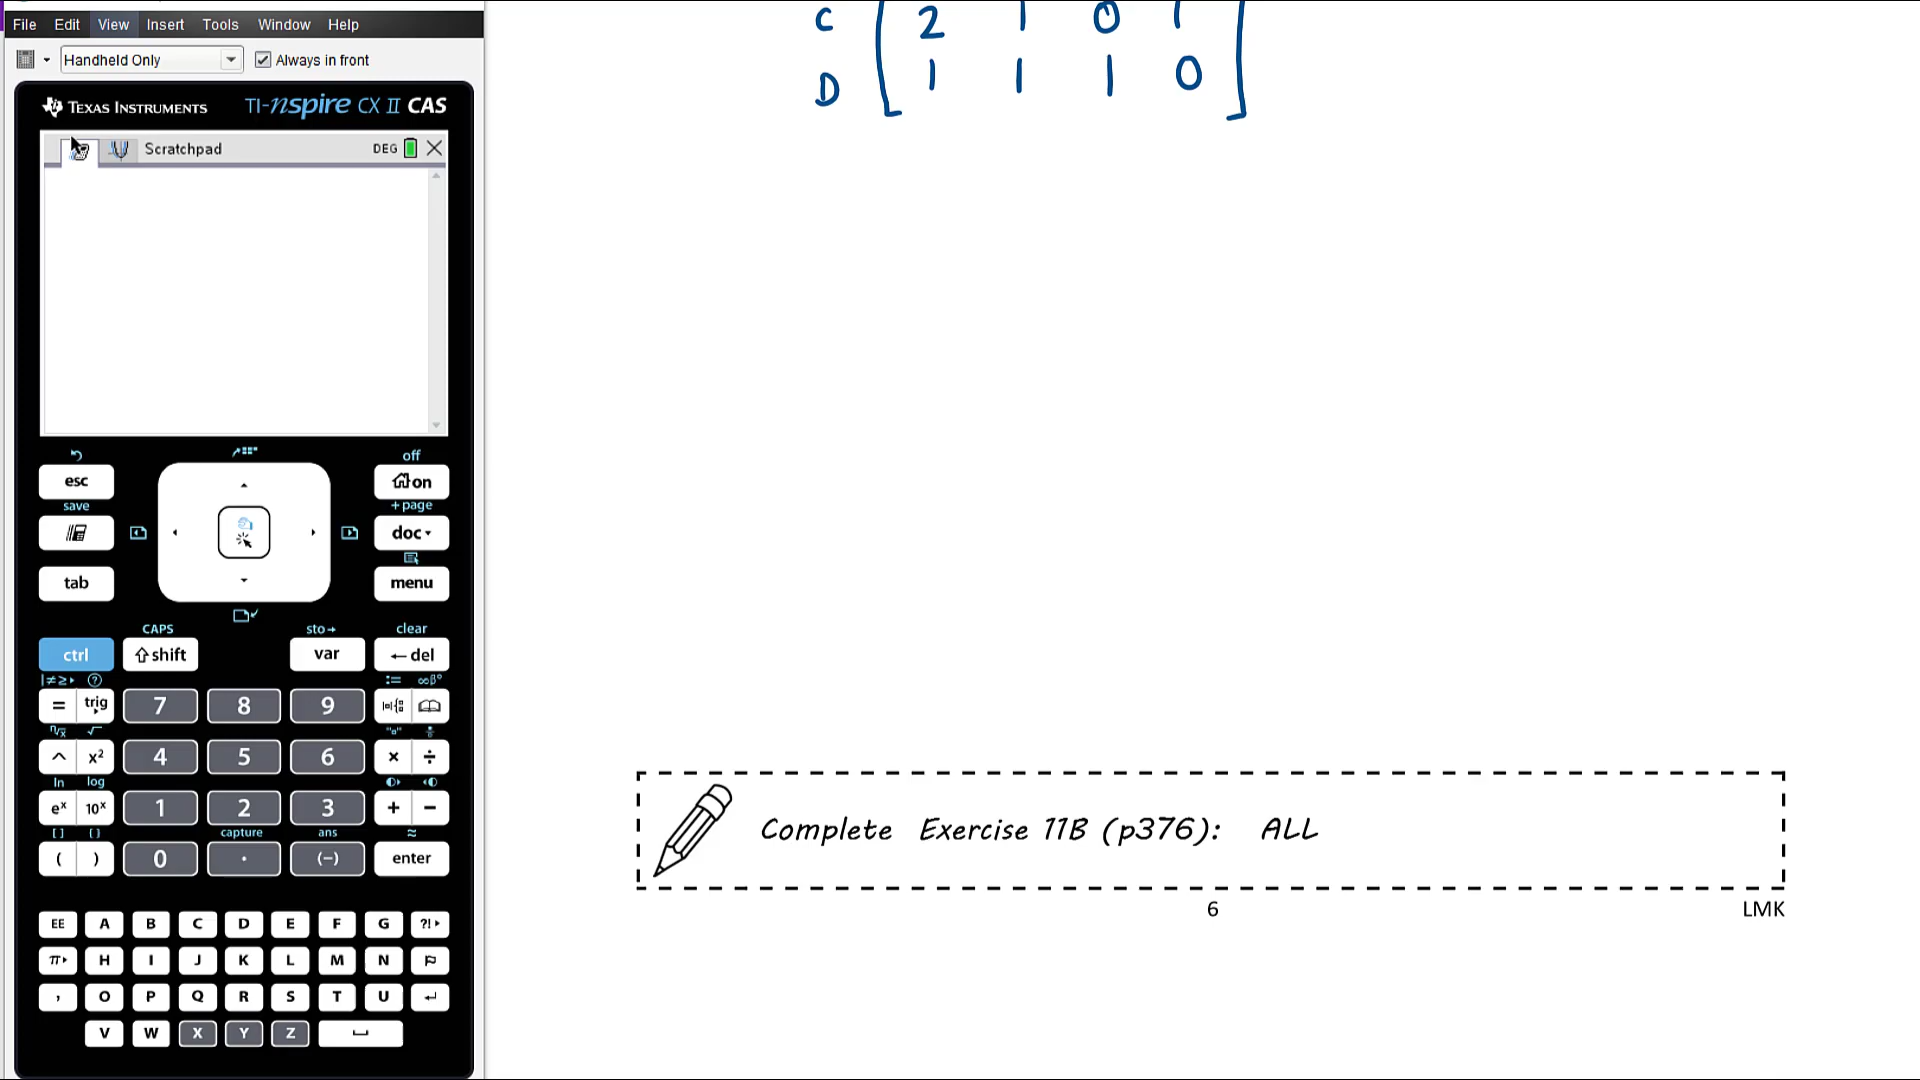 File Edit View Insert Tools Window Help
Handheld Only Always in front
TEXAS INSTRUMENTS TI-nspire CX II CAS
Scratchpad DEG
C 2 1 0 1
D 1 1 1 0
off
esc on
save + page
doc
tab menu
CAPS sto→ clear
ctrl shift var ←del
|≠≥▸ ? := ∞β°
= trig 7 8 9
ⁿ√x √ "□"
^ x² 4 5 6 × ÷
ln log
eˣ 10ˣ 1 2 3 + −
[ ] { } capture ans ≈
( ) 0 . (−) enter
EE A B C D E F G ?!▸
π▸ H I J K L M N
, O P Q R S T U ↵
V W X Y Z
Complete Exercise 11B (p376): ALL
6 LMK